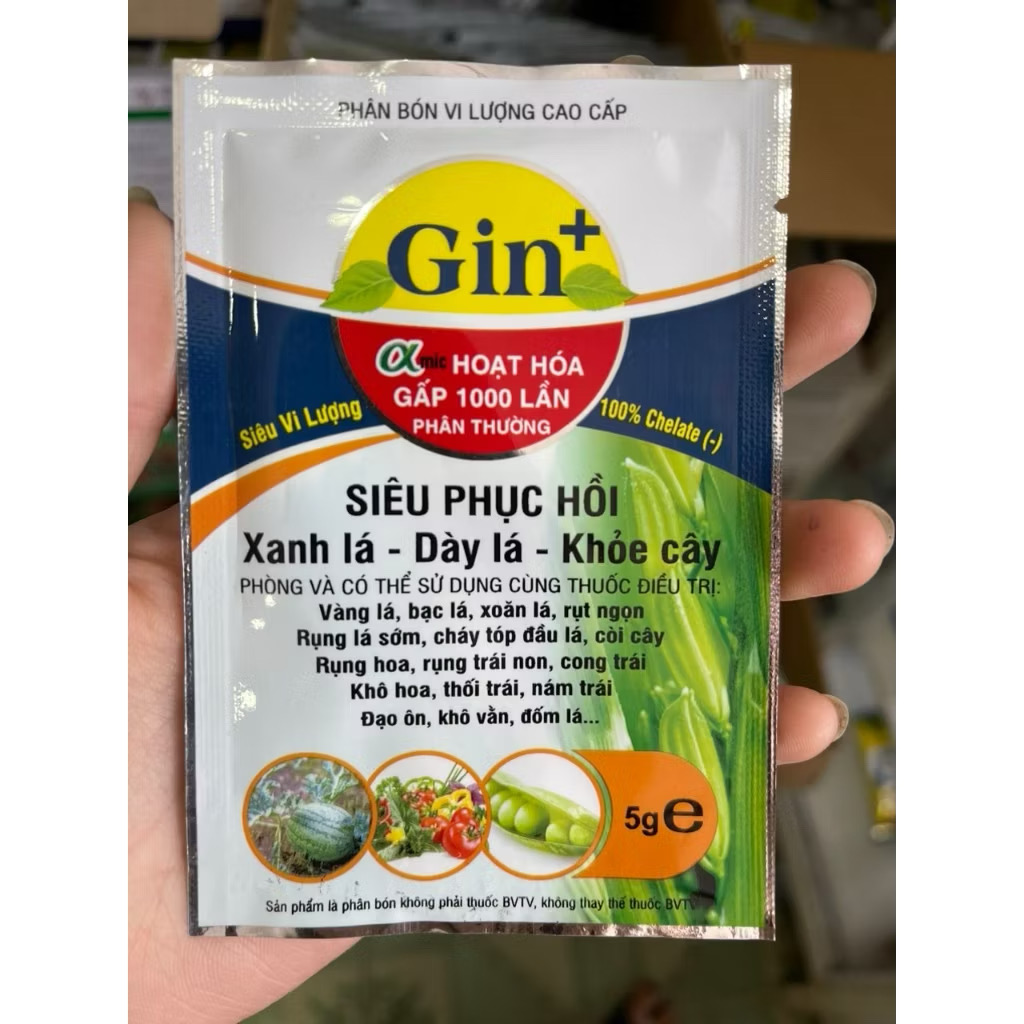 PHÂN BÓN VI LƯỢNG CAO CẤP
Gin+
αmic HOẠT HÓA
GẤP 1000 LẦN
PHÂN THƯỜNG
Siêu Vi Lượng
100% Chelate (-)
SIÊU PHỤC HỒI
Xanh lá - Dày lá - Khỏe cây
PHÒNG VÀ CÓ THỂ SỬ DỤNG CÙNG THUỐC ĐIỀU TRỊ:
Vàng lá, bạc lá, xoăn lá, rụt ngọn
Rụng lá sớm, cháy tóp đầu lá, còi cây
Rụng hoa, rụng trái non, cong trái
Khô hoa, thối trái, nám trái
Đạo ôn, khô vằn, đốm lá...
5g e
Sản phẩm là phân bón không phải thuốc BVTV, không thay thế thuốc BVTV